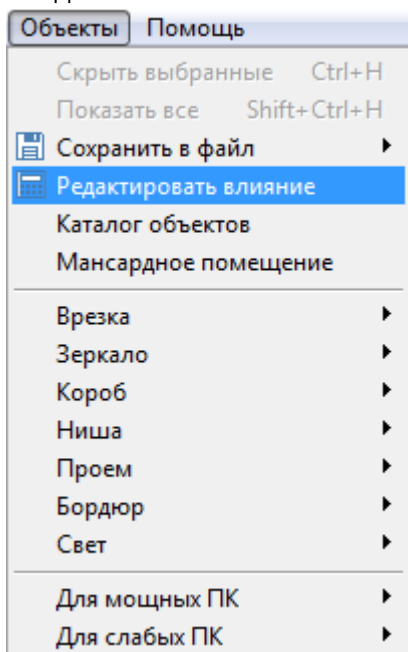 Объекты Помощь
Скрыть выбранные Ctrl+H
Показать все Shift+Ctrl+H
Сохранить в файл
Редактировать влияние
Каталог объектов
Мансардное помещение
Врезка
Зеркало
Короб
Ниша
Проем
Бордюр
Свет
Для мощных ПК
Для слабых ПК